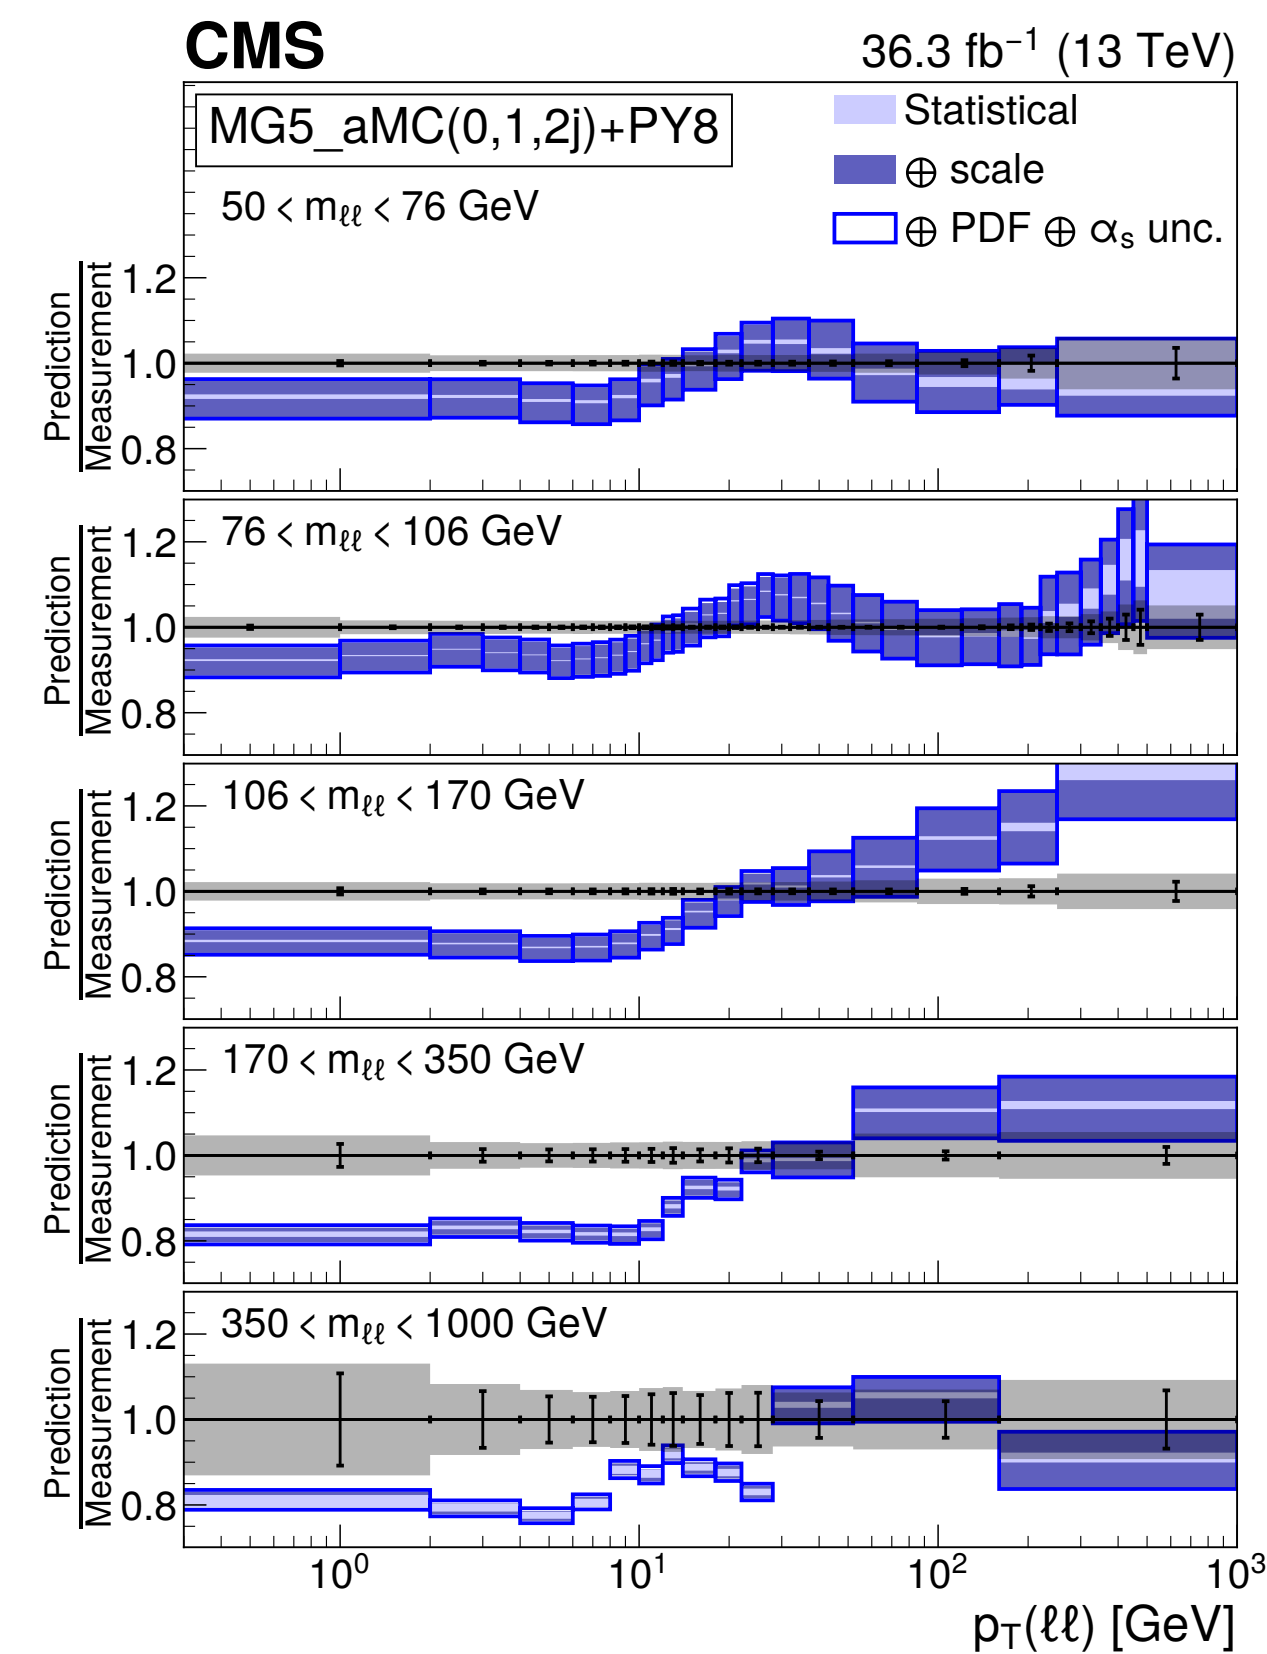 CMS
36.3 fb⁻¹ (13 TeV)
MG5_aMC(0,1,2j)+PY8
Statistical
⊕ scale
⊕ PDF ⊕ αₛ unc.
50 < mℓℓ < 76 GeV
Prediction
Measurement
1.2
1.0
0.8
76 < mℓℓ < 106 GeV
Prediction
Measurement
1.2
1.0
0.8
106 < mℓℓ < 170 GeV
Prediction
Measurement
1.2
1.0
0.8
170 < mℓℓ < 350 GeV
Prediction
Measurement
1.2
1.0
0.8
350 < mℓℓ < 1000 GeV
Prediction
Measurement
1.2
1.0
0.8
10⁰ 10¹ 10² 10³
p_T(ℓℓ) [GeV]